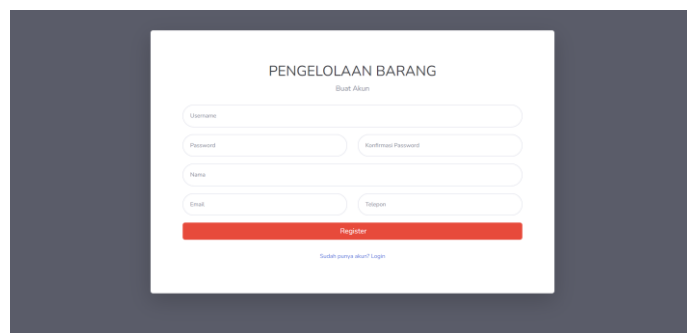 PENGELOLAAN BARANG
Buat Akun
Username
Password Konfirmasi Password
Nama
Email Telepon
Register
Sudah punya akun? Login